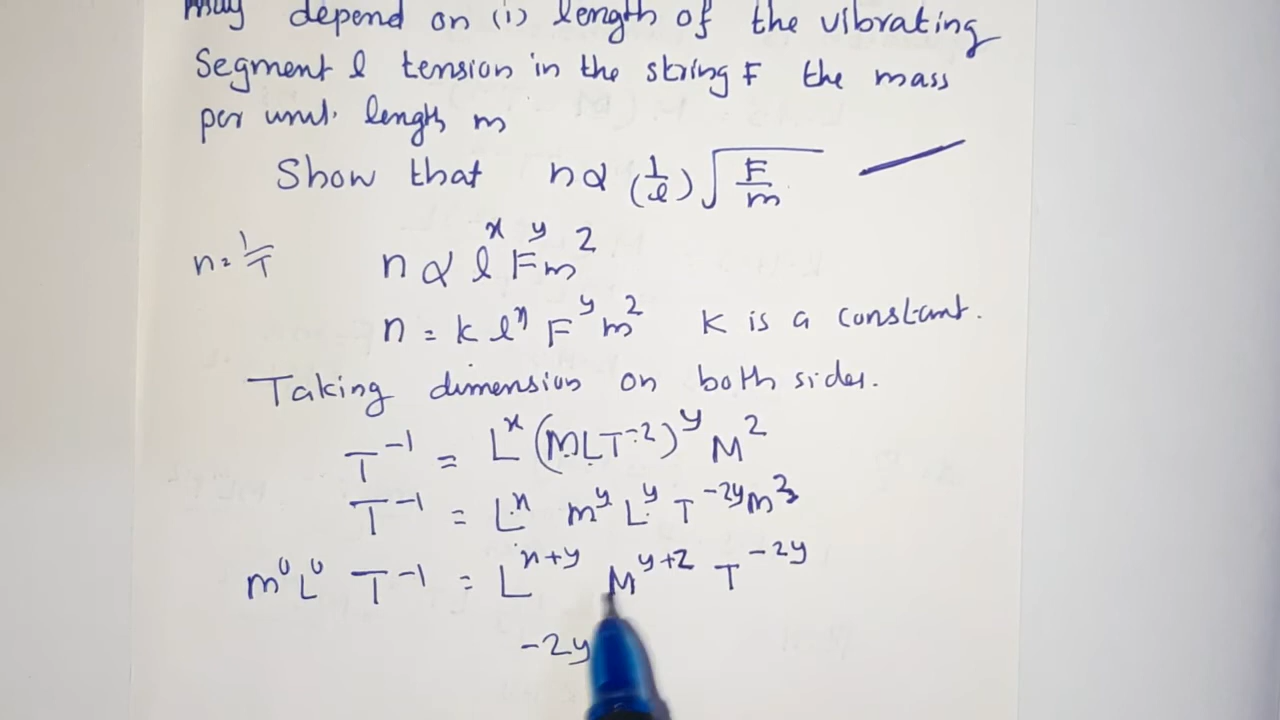 may depend on (i) length of the vibrating
Segment l tension in the string F the mass
per unit. length m
Show that n α (1/l) √(F/m)
n = 1/T n α l^x F^y m^z
n = k l^x F^y m^z K is a constant.
Taking dimension on both sides.
T^-1 = L^x (MLT^-2)^y M^z
T^-1 = L^x m^y L^y T^-2y m^z
m^0 L^0 T^-1 = L^x+y M^y+z T^-2y
-2y